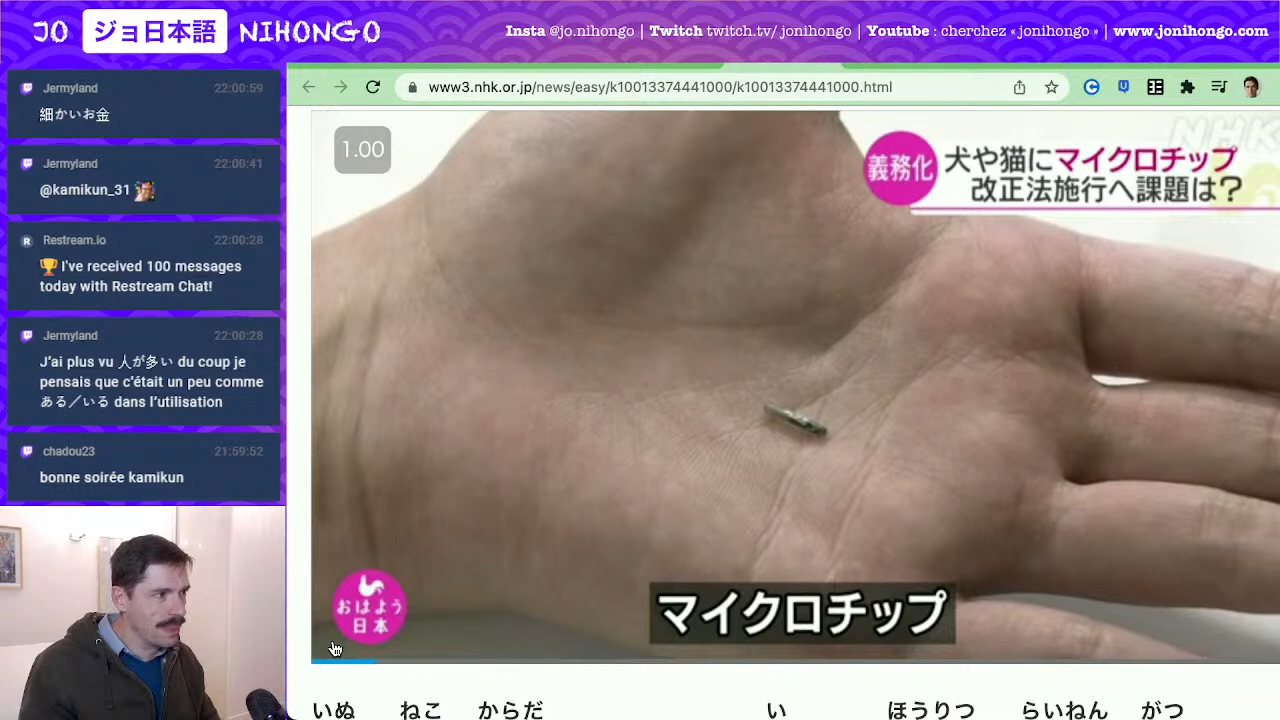 JO ジョ日本語 NIHONGO
Insta @jo.nihongo | Twitch twitch.tv/ jonihongo | Youtube : cherchez « jonihongo » | www.jonihongo.com
Jermyland 22:00:59
細かいお金
Jermyland 22:00:41
@kamikun_31
Restream.io 22:00:28
🏆 I've received 100 messages
today with Restream Chat!
Jermyland 22:00:28
J'ai plus vu 人が多い du coup je
pensais que c'était un peu comme
ある／いる dans l'utilisation
chadou23 21:59:52
bonne soirée kamikun
www3.nhk.or.jp/news/easy/k10013374441000/k10013374441000.html
1.00
NHK
義務化
犬や猫にマイクロチップ
改正法施行へ課題は？
おはよう
日本
マイクロチップ
いぬ ねこ からだ い ほうりつ らいねん がつ